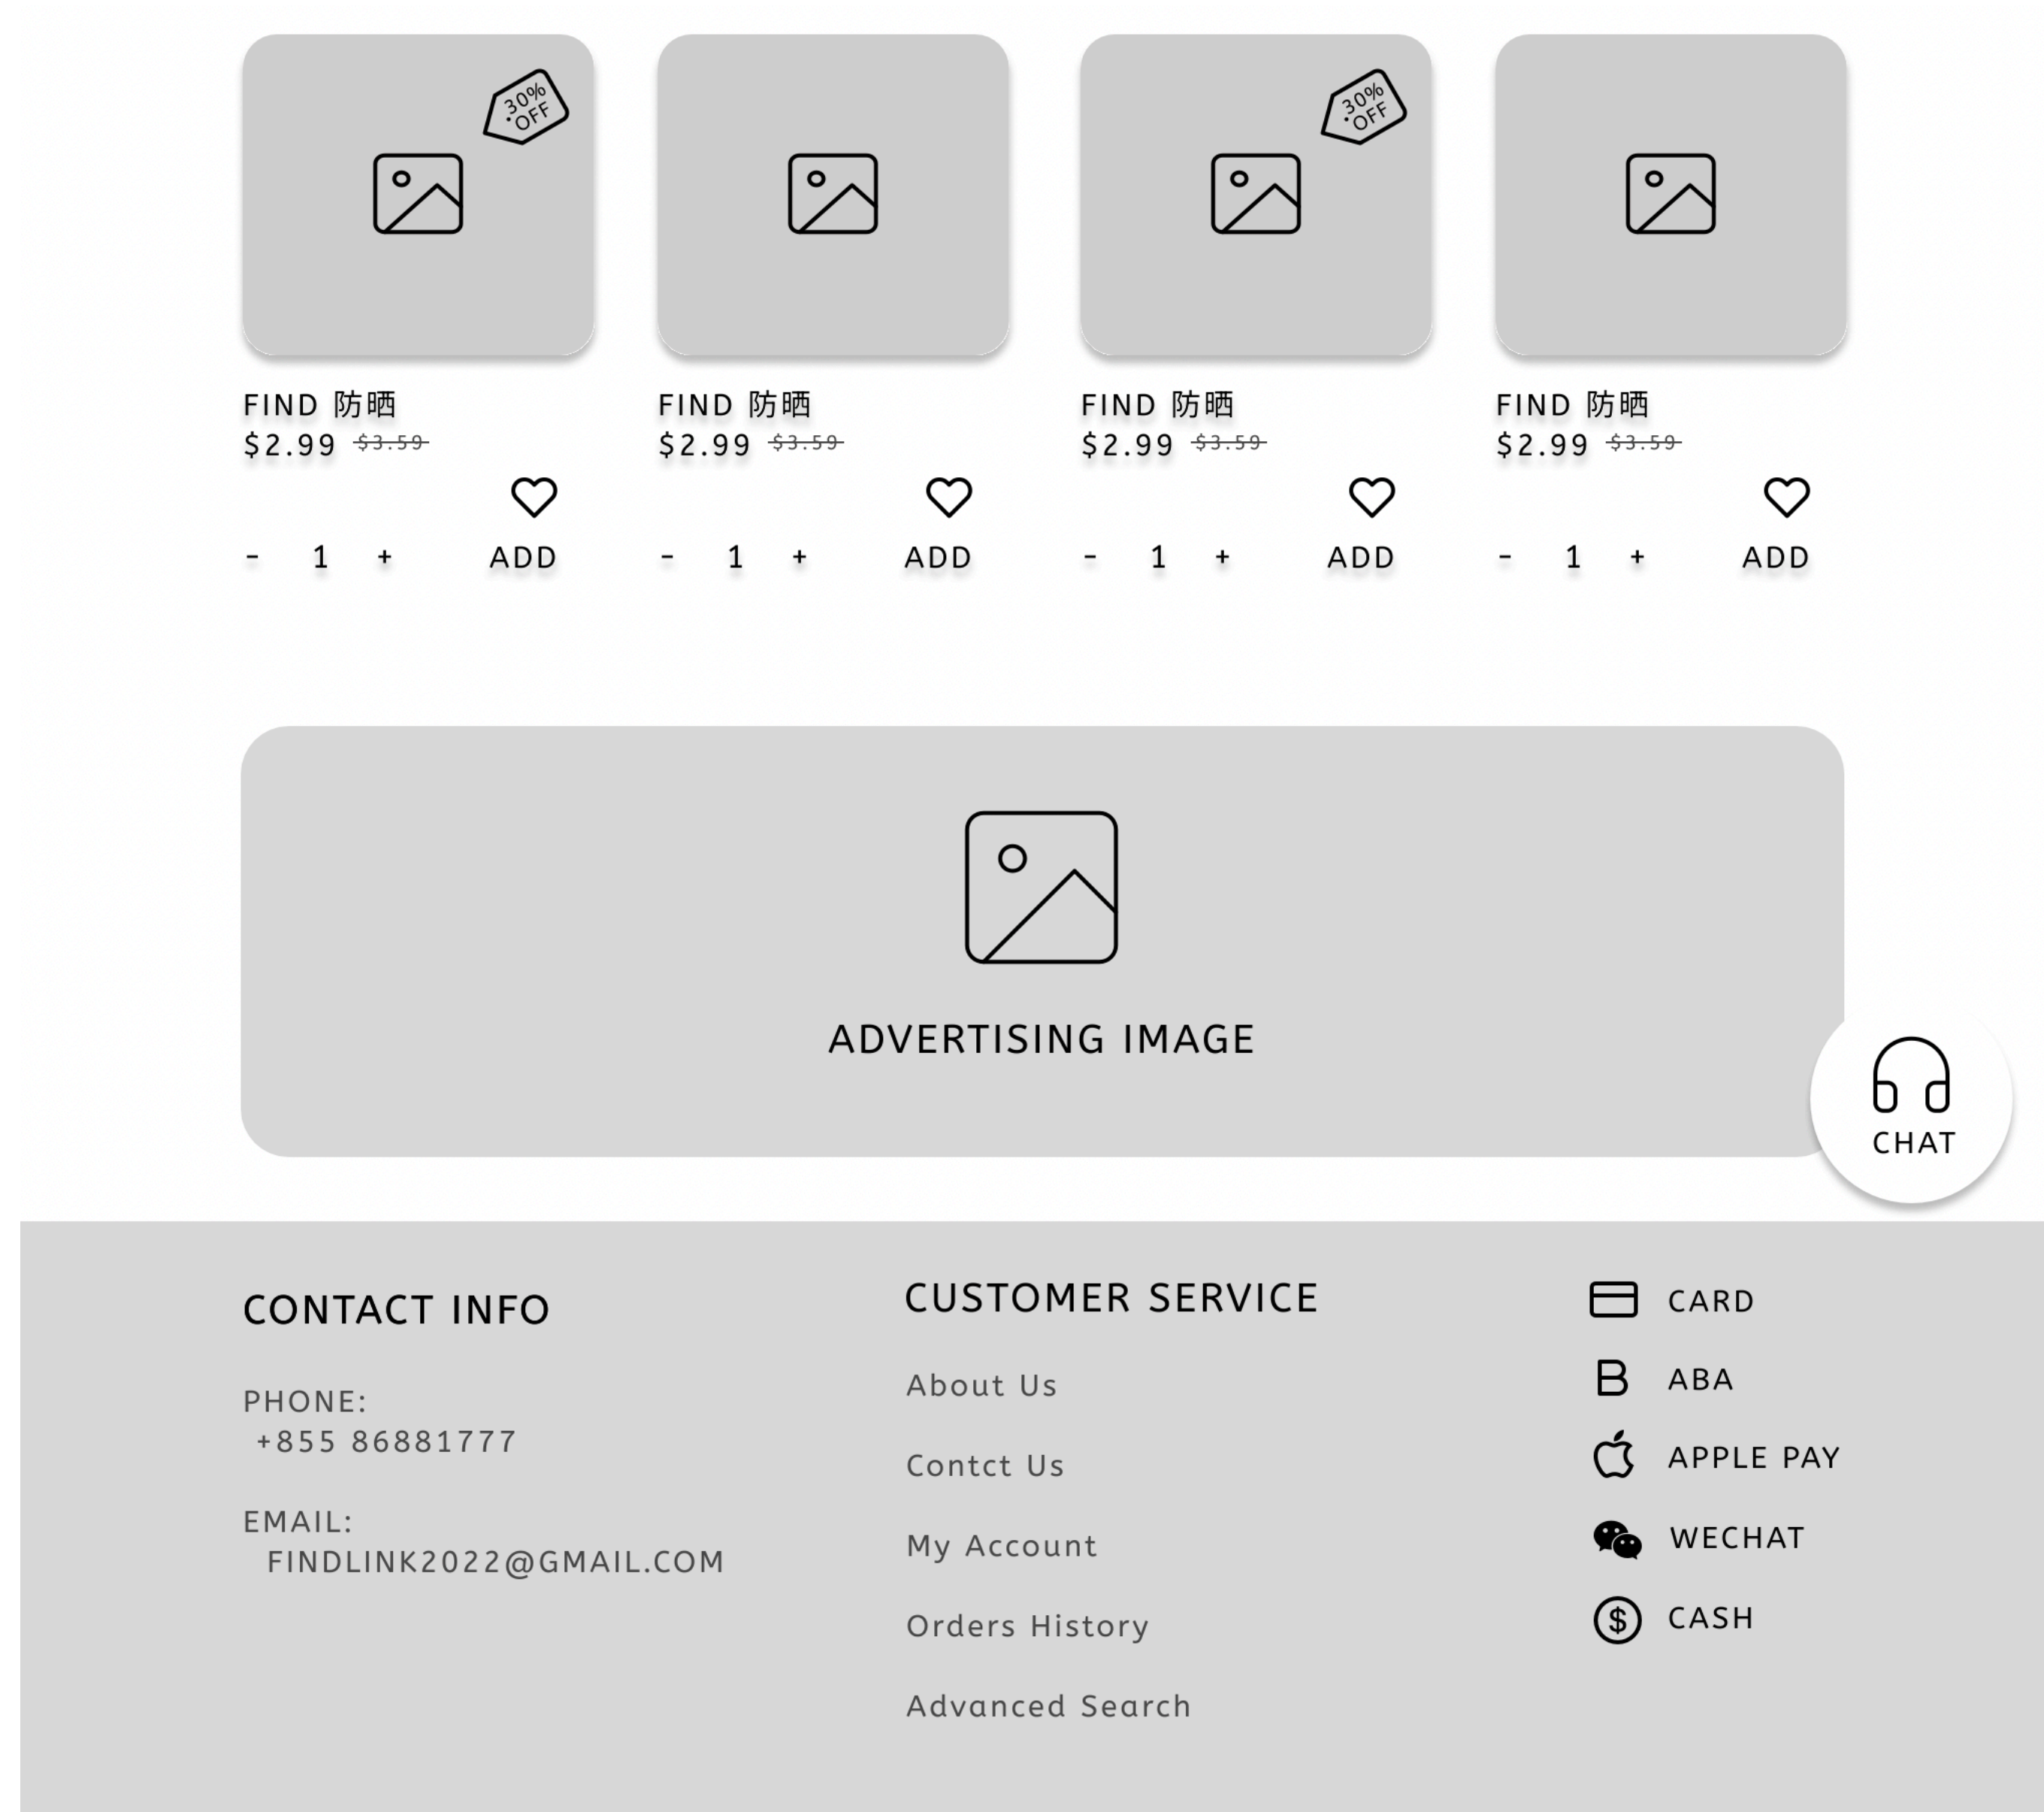 30%
OFF
30%
OFF
FIND 防晒
$2.99 $3.59
- 1 + ADD
FIND 防晒
$2.99 $3.59
- 1 + ADD
FIND 防晒
$2.99 $3.59
- 1 + ADD
FIND 防晒
$2.99 $3.59
- 1 + ADD
ADVERTISING IMAGE
CHAT
CONTACT INFO
PHONE:
+855 86881777
EMAIL:
FINDLINK2022@GMAIL.COM
CUSTOMER SERVICE
About Us
Contct Us
My Account
Orders History
Advanced Search
CARD
B ABA
APPLE PAY
WECHAT
$ CASH